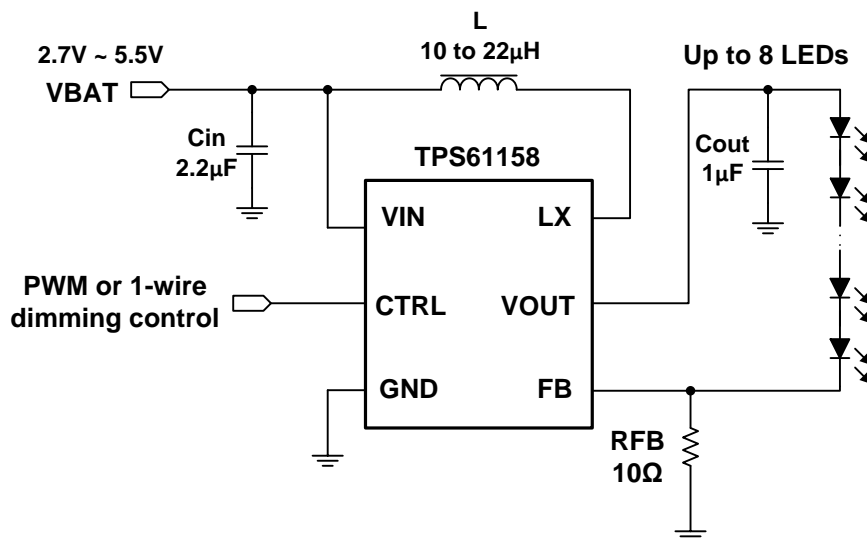 L
10 to 22µH
2.7V ~ 5.5V
VBAT
Up to 8 LEDs
Cin
2.2µF
TPS61158
Cout
1µF
VIN
LX
PWM or 1-wire
dimming control
CTRL
VOUT
GND
FB
RFB
10Ω